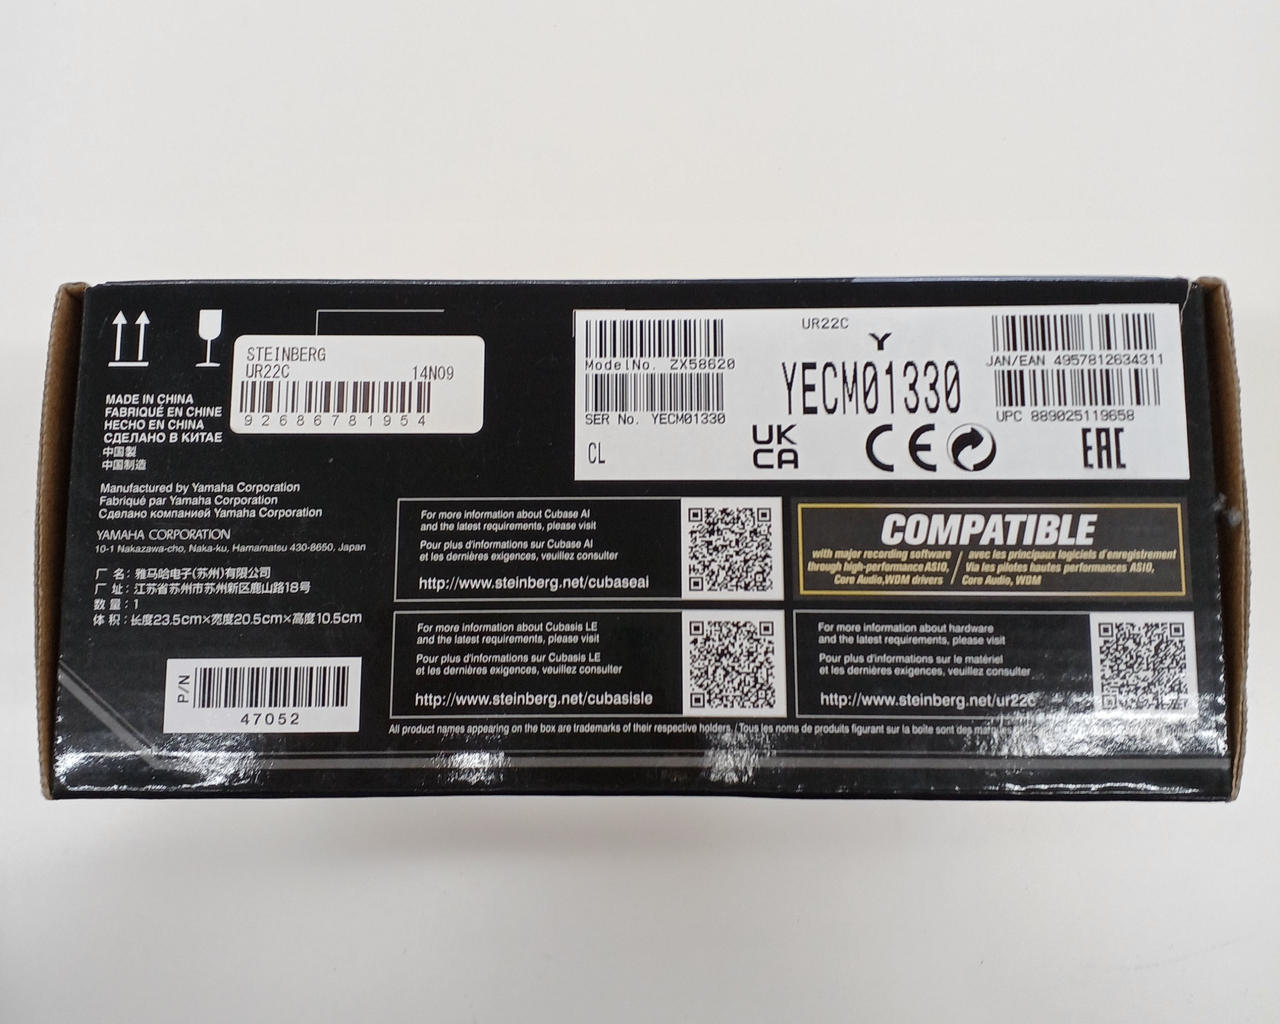 STEINBERG
UR22C 14N09
926867819​54
MADE IN CHINA
FABRIQUÉ EN CHINE
HECHO EN CHINA
СДЕЛАНО В КИТАЕ
中国製
中国制造
Manufactured by Yamaha Corporation
Fabriqué par Yamaha Corporation
Сделано компанией Yamaha Corporation
YAMAHA CORPORATION
10-1 Nakazawa-cho, Naka-ku, Hamamatsu 430-8650, Japan
厂 名：雅马哈电子(苏州)有限公司
厂 址：江苏省苏州市苏州新区鹿山路18号
数 量：1
体 积：长度23.5cm×宽度20.5cm×高度10.5cm
P/N
47052
UR22C
Y
YECM01330
ModelNo. ZX58620
SER No. YECM01330
CL
JAN/EAN 4957812634311
UPC 889025119658
UK
CA
CE
EAC
For more information about Cubase AI
and the latest requirements, please visit
Pour plus d'informations sur Cubase AI
et les dernières exigences, veuillez consulter
http://www.steinberg.net/cubaseai
COMPATIBLE
with major recording software
through high-performance ASIO,
Core Audio,WDM drivers
avec les principaux logiciels d'enregistrement
Via les pilotes hautes performances ASIO,
Core Audio, WDM
For more information about Cubasis LE
and the latest requirements, please visit
Pour plus d'informations sur Cubasis LE
et les dernières exigences, veuillez consulter
http://www.steinberg.net/cubasisle
For more information about hardware
and the latest requirements, please visit
Pour plus d'informations sur le matériel
et les dernières exigences, veuillez consulter
http://www.steinberg.net/ur22c
All product names appearing on the box are trademarks of their respective holders. / Tous les noms de produits figurant sur la boîte sont des